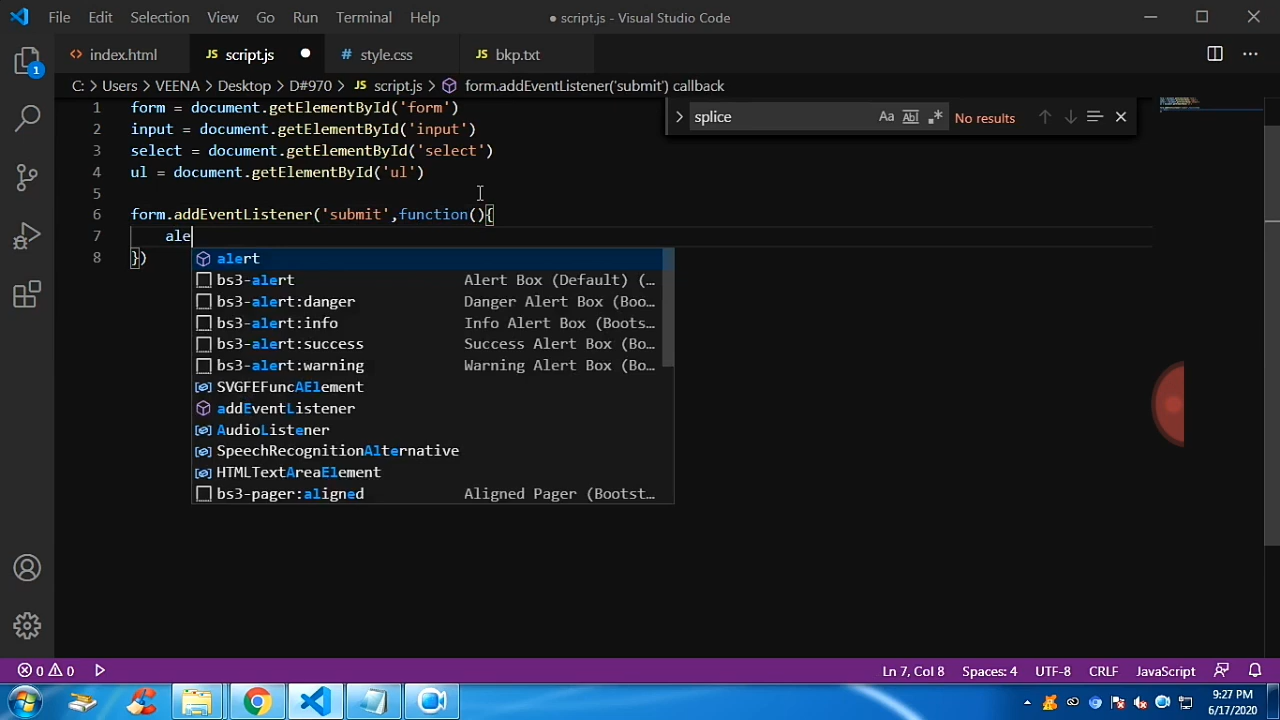 File Edit Selection View Go Run Terminal Help ● script.js - Visual Studio Code
<> index.html JS script.js ● # style.css JS bkp.txt ...
C: > Users > VEENA > Desktop > D#970 > JS script.js > form.addEventListener('submit') callback
splice Aa Abl .* No results
1 form = document.getElementById('form')
2 input = document.getElementById('input')
3 select = document.getElementById('select')
4 ul = document.getElementById('ul')
5
6 form.addEventListener('submit',function(){
7 ale
8 })
alert
bs3-alert Alert Box (Default) (…
bs3-alert:danger Danger Alert Box (Boo…
bs3-alert:info Info Alert Box (Boots…
bs3-alert:success Success Alert Box (Bo…
bs3-alert:warning Warning Alert Box (Bo…
SVGFEFuncAElement
addEventListener
AudioListener
SpeechRecognitionAlternative
HTMLTextAreaElement
bs3-pager:aligned Aligned Pager (Bootst…
1
0 0 Ln 7, Col 8 Spaces: 4 UTF-8 CRLF JavaScript
9:27 PM
6/17/2020